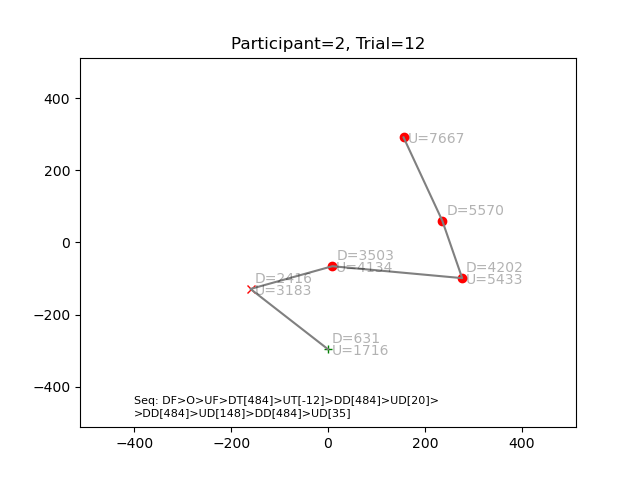 Participant=2, Trial=12
400
200
0
−200
−400
U=7667
D=5570
D=3503
U=4134
D=4202
U=5433
D=2416
U=3183
D=631
U=1716
Seq: DF>O>UF>DT[484]>UT[-12]>DD[484]>UD[20]>
>DD[484]>UD[148]>DD[484]>UD[35]
−400 −200 0 200 400